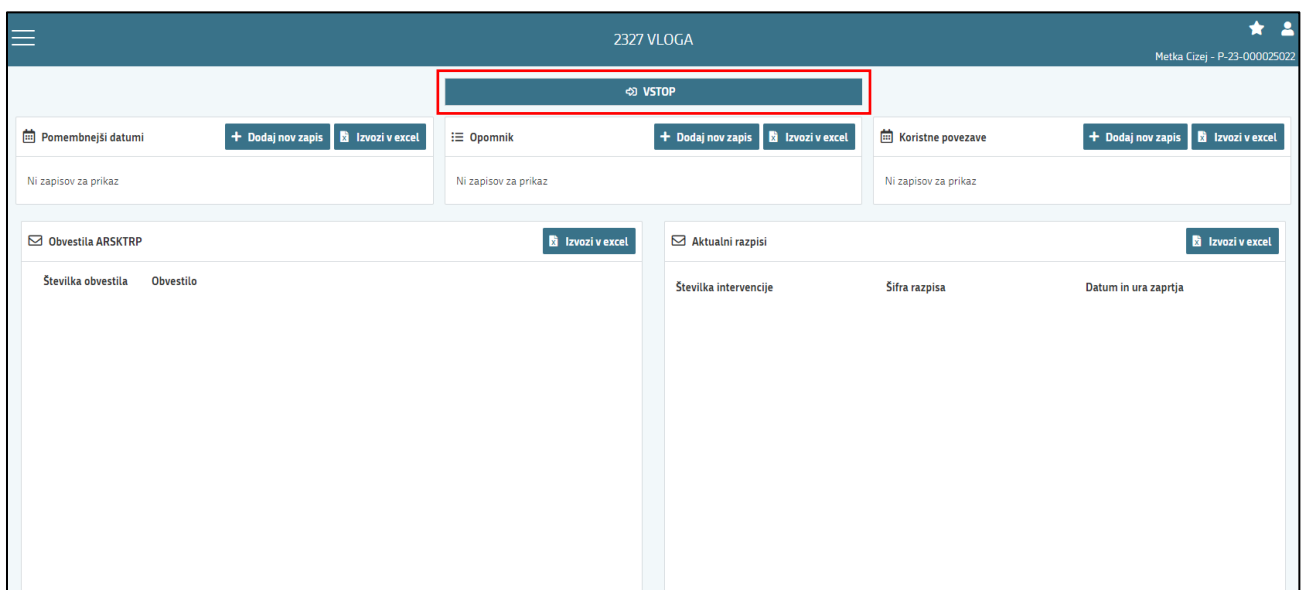 2327 VLOGA
Metka Cizej - P-23-000025022
VSTOP
Pomembnejši datumi
Dodaj nov zapis
Izvozi v excel
Ni zapisov za prikaz
Opomnik
Dodaj nov zapis
Izvozi v excel
Ni zapisov za prikaz
Koristne povezave
Dodaj nov zapis
Izvozi v excel
Ni zapisov za prikaz
Obvestila ARSKTRP
Izvozi v excel
Številka obvestila
Obvestilo
Aktualni razpisi
Izvozi v excel
Številka intervencije
Šifra razpisa
Datum in ura zaprtja